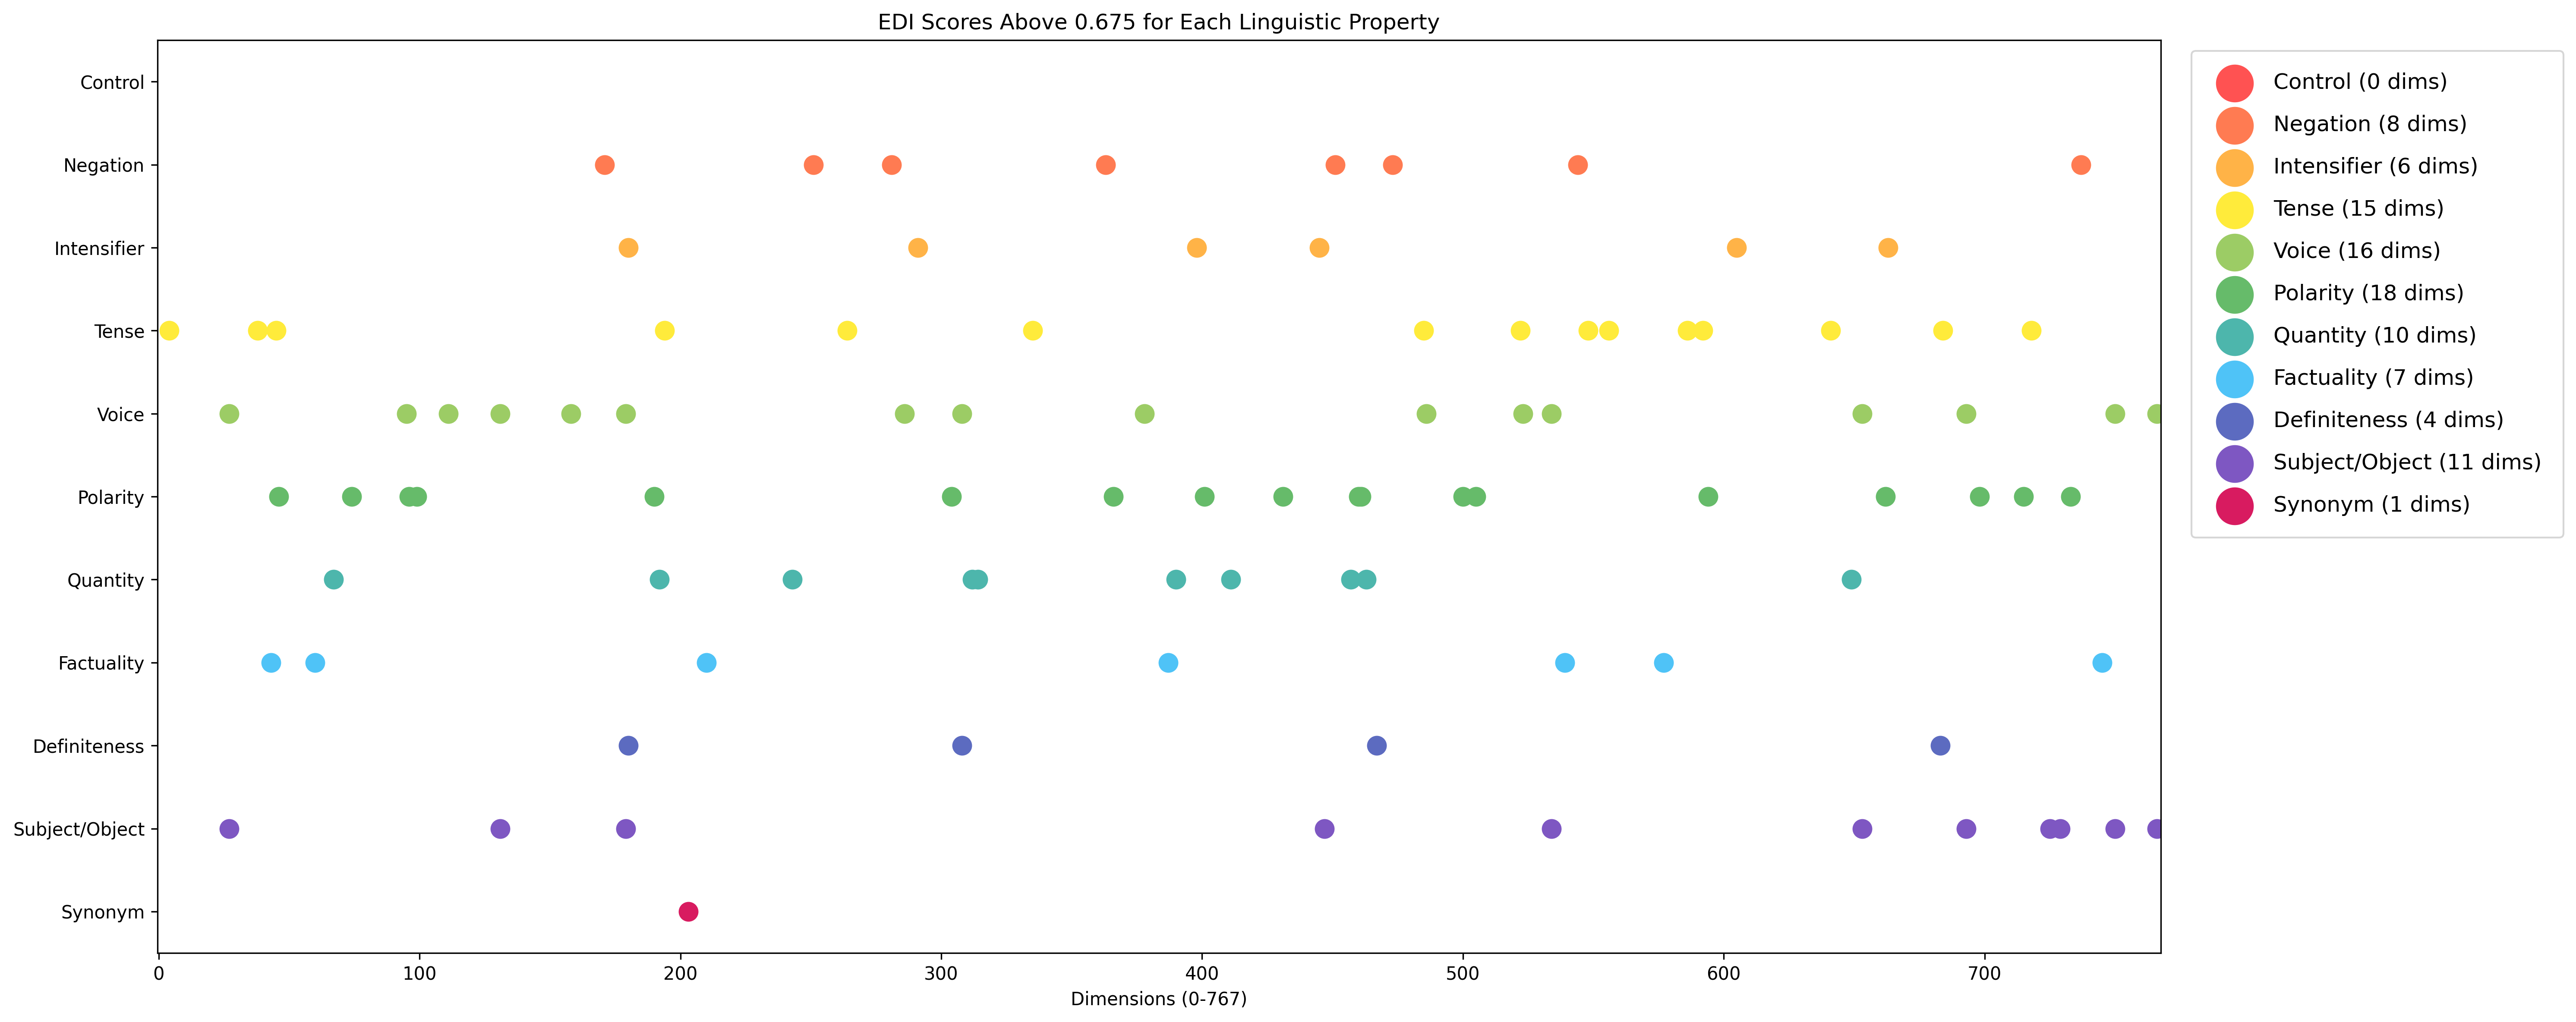 EDI Scores Above 0.675 for Each Linguistic Property
Control
Negation
Intensifier
Tense
Voice
Polarity
Quantity
Factuality
Definiteness
Subject/Object
Synonym
0 100 200 300 400 500 600 700
Dimensions (0-767)
Control (0 dims)
Negation (8 dims)
Intensifier (6 dims)
Tense (15 dims)
Voice (16 dims)
Polarity (18 dims)
Quantity (10 dims)
Factuality (7 dims)
Definiteness (4 dims)
Subject/Object (11 dims)
Synonym (1 dims)